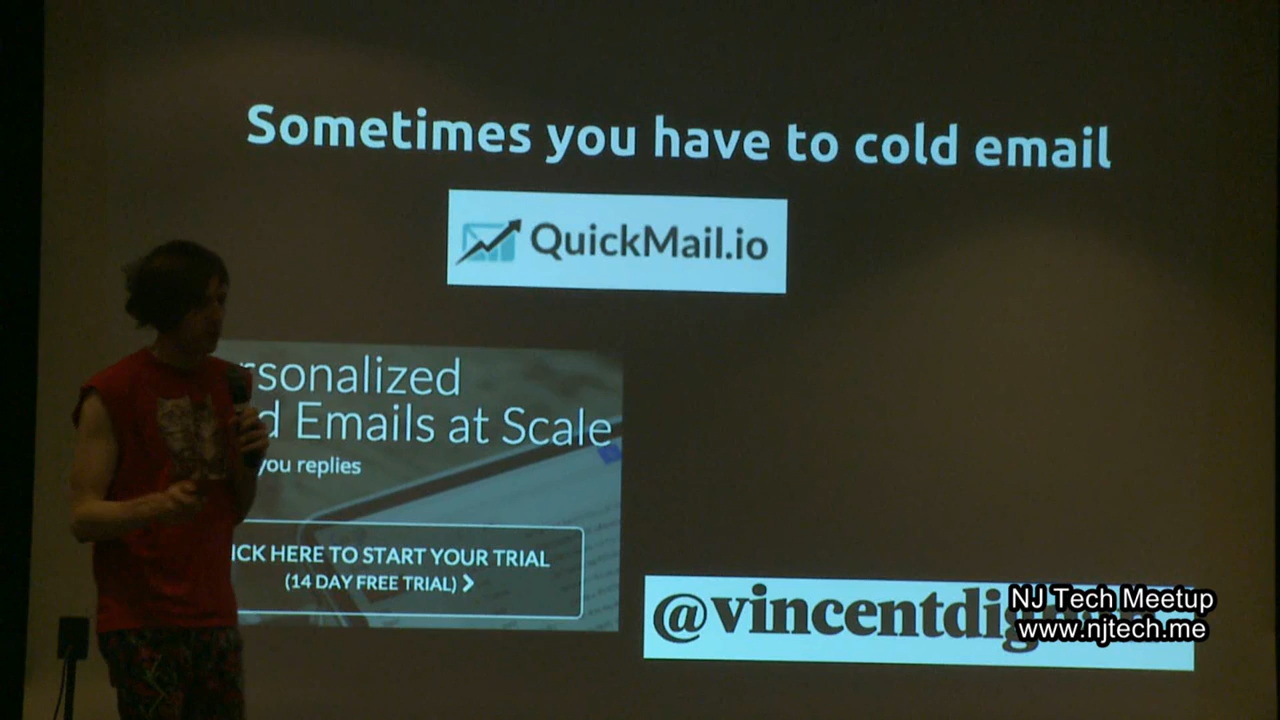 Sometimes you have to cold email
QuickMail.io
rsonalized
d Emails at Scale
you replies
ICK HERE TO START YOUR TRIAL
(14 DAY FREE TRIAL) >
@vincentdi
NJ Tech Meetup
www.njtech.me